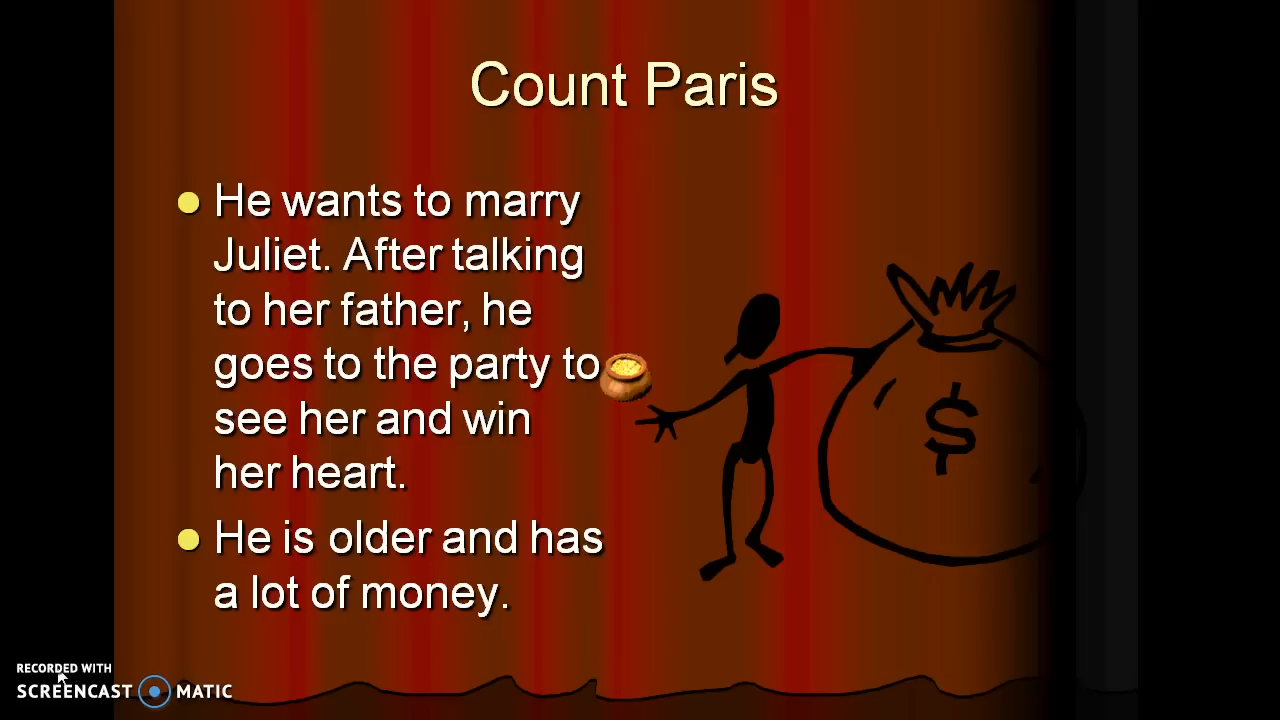 Count Paris
He wants to marry
Juliet. After talking
to her father, he
goes to the party to
see her and win
her heart.
He is older and has
a lot of money.
$
RECORDED WITH
SCREENCAST MATIC